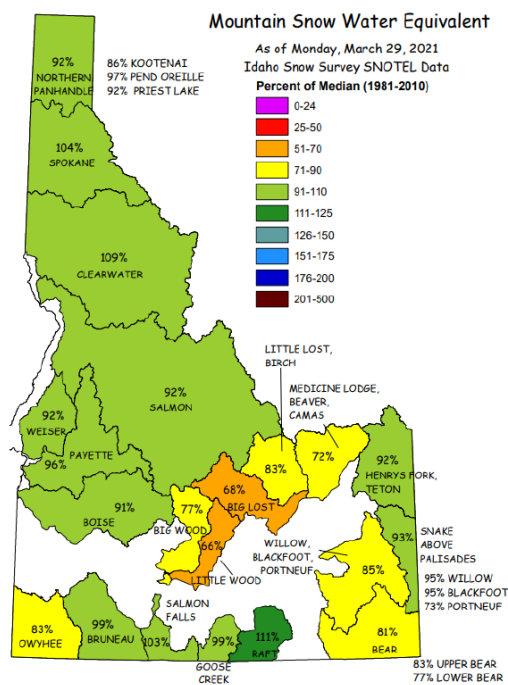 Mountain Snow Water Equivalent
As of Monday, March 29, 2021
Idaho Snow Survey SNOTEL Data
Percent of Median (1981-2010)
0-24
25-50
51-70
71-90
91-110
111-125
126-150
151-175
176-200
201-500
92%
NORTHERN
PANHANDLE
86% KOOTENAI
97% PEND OREILLE
92% PRIEST LAKE
104%
SPOKANE
109%
CLEARWATER
92%
SALMON
LITTLE LOST,
BIRCH
83%
MEDICINE LODGE,
BEAVER,
CAMAS
72%
92%
WEISER
PAYETTE
96%
91%
BOISE
77%
BIG WOOD
68%
BIG LOST
66%
LITTLE WOOD
92%
HENRYS FORK,
TETON
93%
SNAKE
ABOVE
PALISADES
WILLOW,
BLACKFOOT,
PORTNEUF
85%
95% WILLOW
95% BLACKFOOT
73% PORTNEUF
83%
OWYHEE
99%
BRUNEAU
SALMON
FALLS
103%
99%
GOOSE
CREEK
111%
RAFT
81%
BEAR
83% UPPER BEAR
77% LOWER BEAR